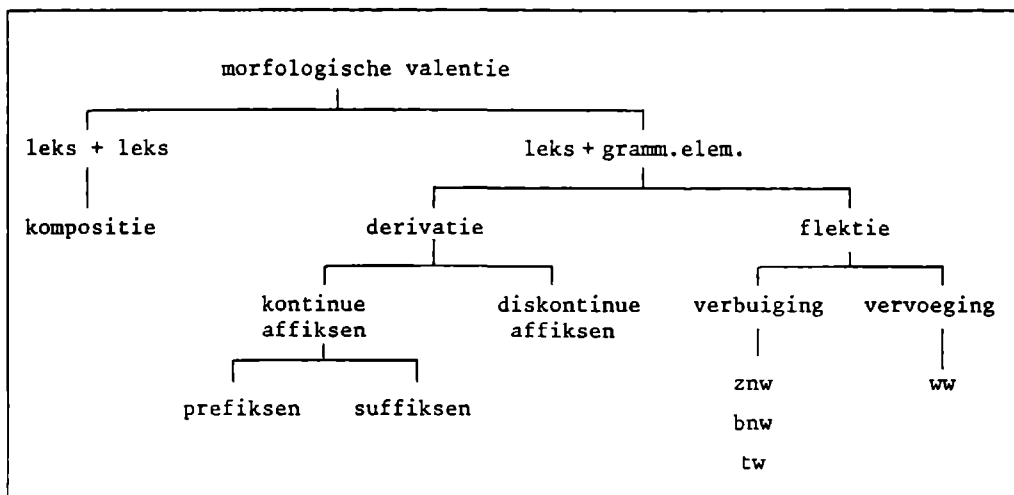 morfologische valentie
leks + leks
leks + gramm.elem.
kompositie
derivatie
flektie
kontinue
affiksen
diskontinue
affiksen
verbuiging
vervoeging
prefiksen
suffiksen
znw
ww
bnw
tw